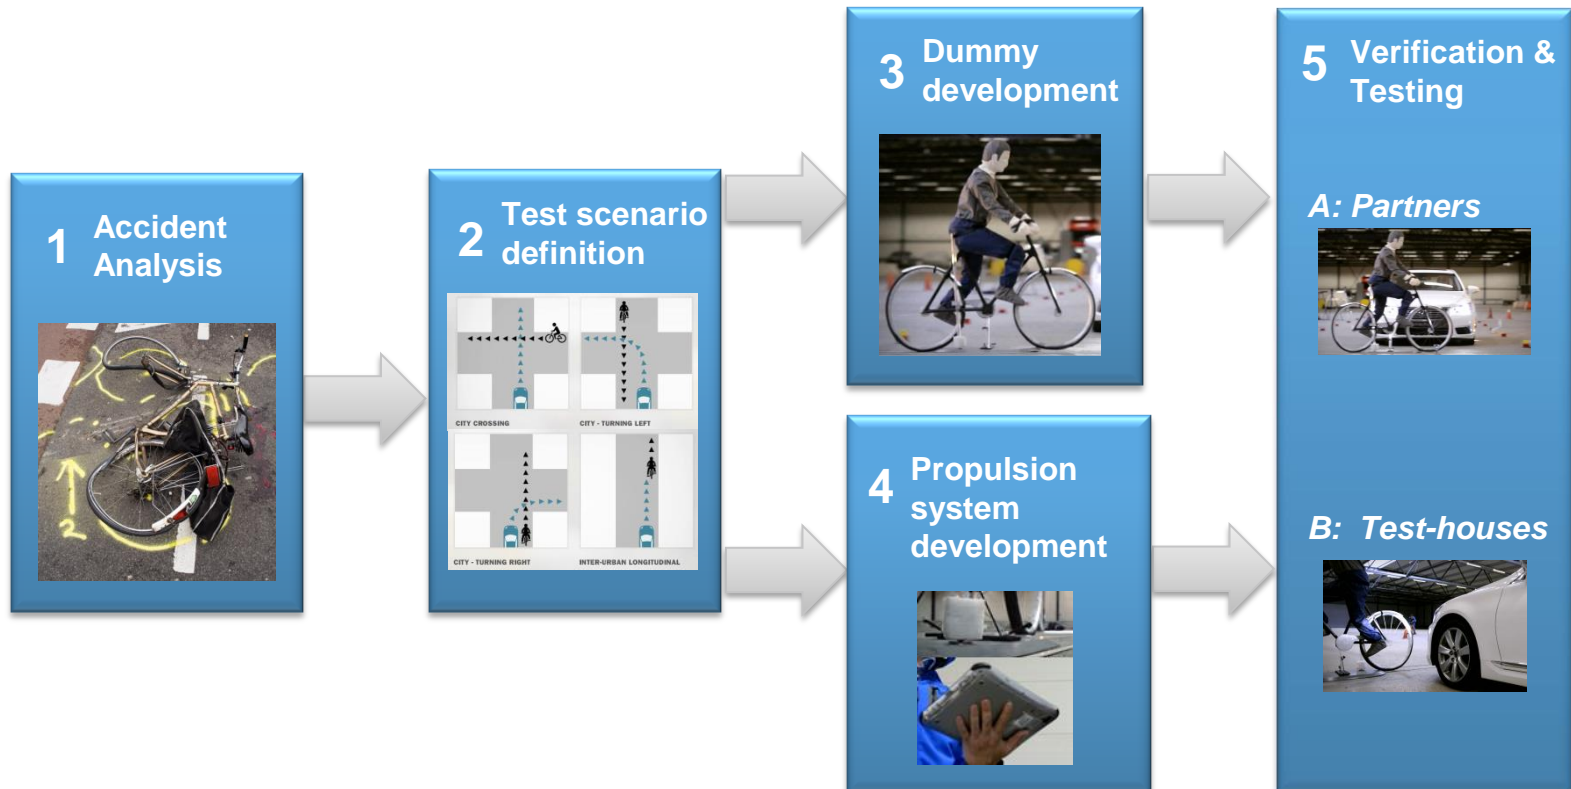 1 Accident
Analysis
2
2 Test scenario
definition
CITY CROSSING
CITY - TURNING LEFT
CITY - TURNING RIGHT
INTER-URBAN LONGITUDINAL
3 Dummy
development
4 Propulsion
system
development
5 Verification &
Testing
A: Partners
B: Test-houses